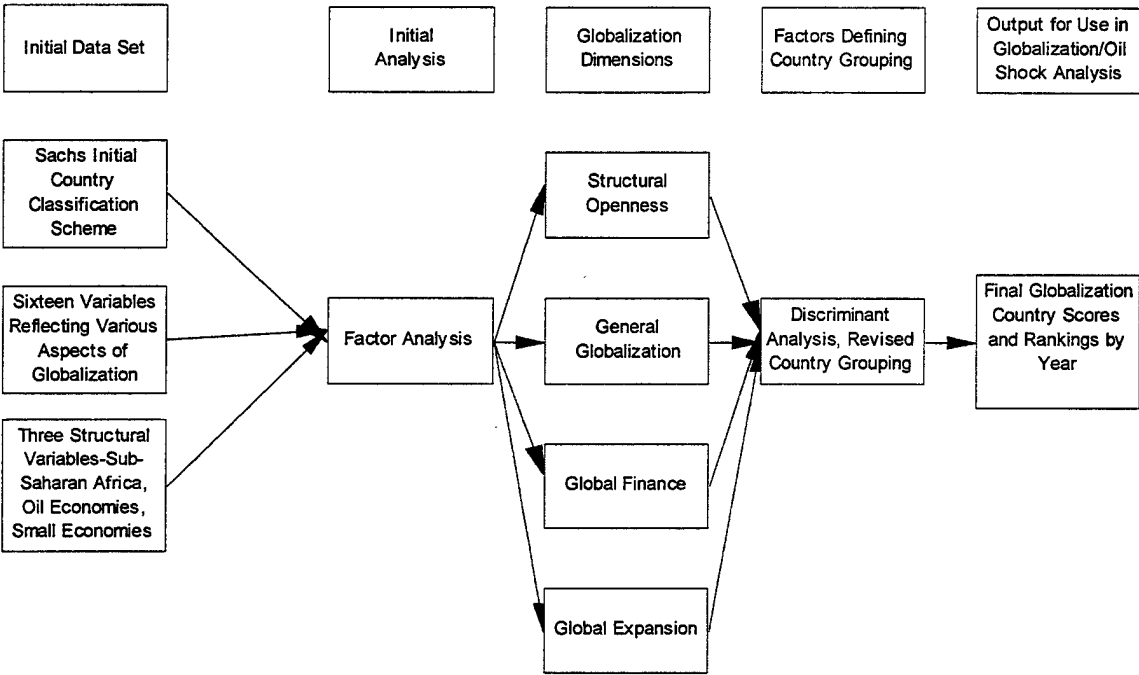 Initial Data Set
Initial
Analysis
Globalization
Dimensions
Factors Defining
Country Grouping
Output for Use in
Globalization/Oil
Shock Analysis
Sachs Initial
Country
Classification
Scheme
Sixteen Variables
Reflecting Various
Aspects of
Globalization
Three Structural
Variables-Sub-
Saharan Africa,
Oil Economies,
Small Economies
Factor Analysis
Structural
Openness
General
Globalization
Global Finance
Global Expansion
Discriminant
Analysis, Revised
Country Grouping
Final Globalization
Country Scores
and Rankings by
Year